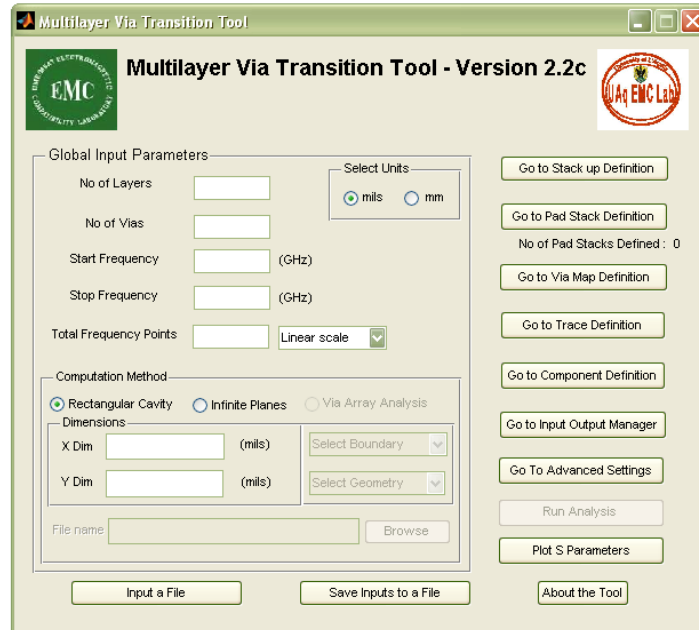 Multilayer Via Transition Tool
EMC
Multilayer Via Transition Tool - Version 2.2c
UAq EMC Lab
Global Input Parameters
No of Layers
Select Units
mils
mm
No of Vias
Start Frequency
(GHz)
Stop Frequency
(GHz)
Total Frequency Points
Linear scale
Computation Method
Rectangular Cavity
Infinite Planes
Via Array Analysis
Dimensions
X Dim
(mils)
Select Boundary
Y Dim
(mils)
Select Geometry
File name
Browse
Go to Stack up Definition
Go to Pad Stack Definition
No of Pad Stacks Defined : 0
Go to Via Map Definition
Go to Trace Definition
Go to Component Definition
Go to Input Output Manager
Go To Advanced Settings
Run Analysis
Plot S Parameters
Input a File
Save Inputs to a File
About the Tool